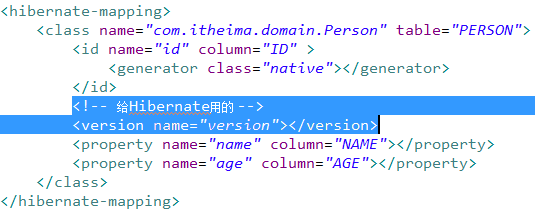 <hibernate-mapping>
<class name="com.itheima.domain.Person" table="PERSON">
<id name="id" column="ID" >
<generator class="native"></generator>
</id>
<!-- 给Hibernate用的 -->
<version name="version"></version>
<property name="name" column="NAME"></property>
<property name="age" column="AGE"></property>
</class>
</hibernate-mapping>